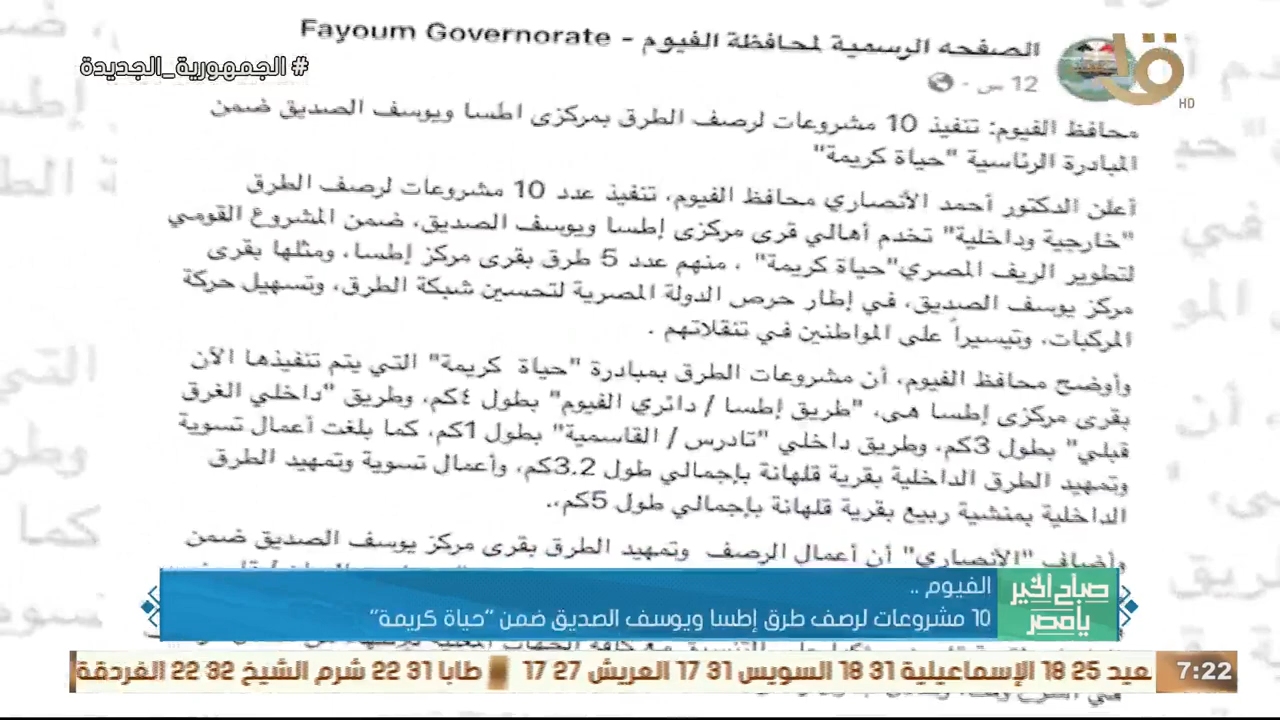 الصفحه الرسمية لمحافظة الفيوم - Fayoum Governorate
12 س ·
#الجمهورية_الجديدة
HD
محافظ الفيوم: تنفيذ 10 مشروعات لرصف الطرق بمركزى اطسا ويوسف الصديق ضمن
المبادرة الرئاسية "حياة كريمة"
أعلن الدكتور أحمد الأنصاري محافظ الفيوم، تنفيذ عدد 10 مشروعات لرصف الطرق
"خارجية وداخلية" تخدم أهالي قرى مركزى إطسا ويوسف الصديق، ضمن المشروع القومي
لتطوير الريف المصري"حياة كريمة" ، منهم عدد 5 طرق بقرى مركز إطسا، ومثلها بقرى
مركز يوسف الصديق، في إطار حرص الدولة المصرية لتحسين شبكة الطرق، وتسهيل حركة
المركبات، وتيسيراً على المواطنين في تنقلاتهم .
وأوضح محافظ الفيوم، أن مشروعات الطرق بمبادرة "حياة كريمة" التي يتم تنفيذها الآن
بقرى مركزى إطسا هى، "طريق إطسا / دائري الفيوم" بطول ٤كم، وطريق "داخلي الغرق
قبلي" بطول 3كم، وطريق داخلي "تادرس / القاسمية" بطول 1كم، كما بلغت أعمال تسوية
وتمهيد الطرق الداخلية بقرية قلهانة بإجمالي طول 3.2كم، وأعمال تسوية وتمهيد الطرق
الداخلية بمنشية ربيع بقرية قلهانة بإجمالي طول 5كم،.
وأضاف "الأنصاري" أن أعمال الرصف وتمهيد الطرق بقرى مركز يوسف الصديق ضمن
صباح الخير يا مصر
الفيوم ..
10 مشروعات لرصف طرق إطسا ويوسف الصديق ضمن "حياة كريمة"
7:22
عيد 25 18 الإسماعيلية 31 18 السويس 31 17 العريش 27 17 طابا 31 22 شرم الشيخ 32 22 الغردقة